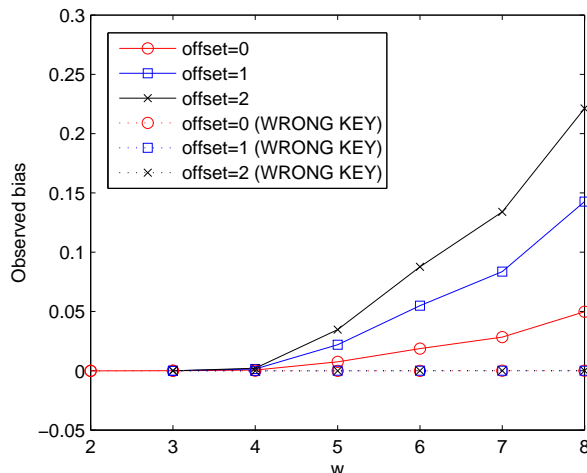 0.3
0.25
0.2
0.15
0.1
0.05
0
−0.05
Observed bias
offset=0
offset=1
offset=2
offset=0 (WRONG KEY)
offset=1 (WRONG KEY)
offset=2 (WRONG KEY)
2 3 4 5 6 7 8
w